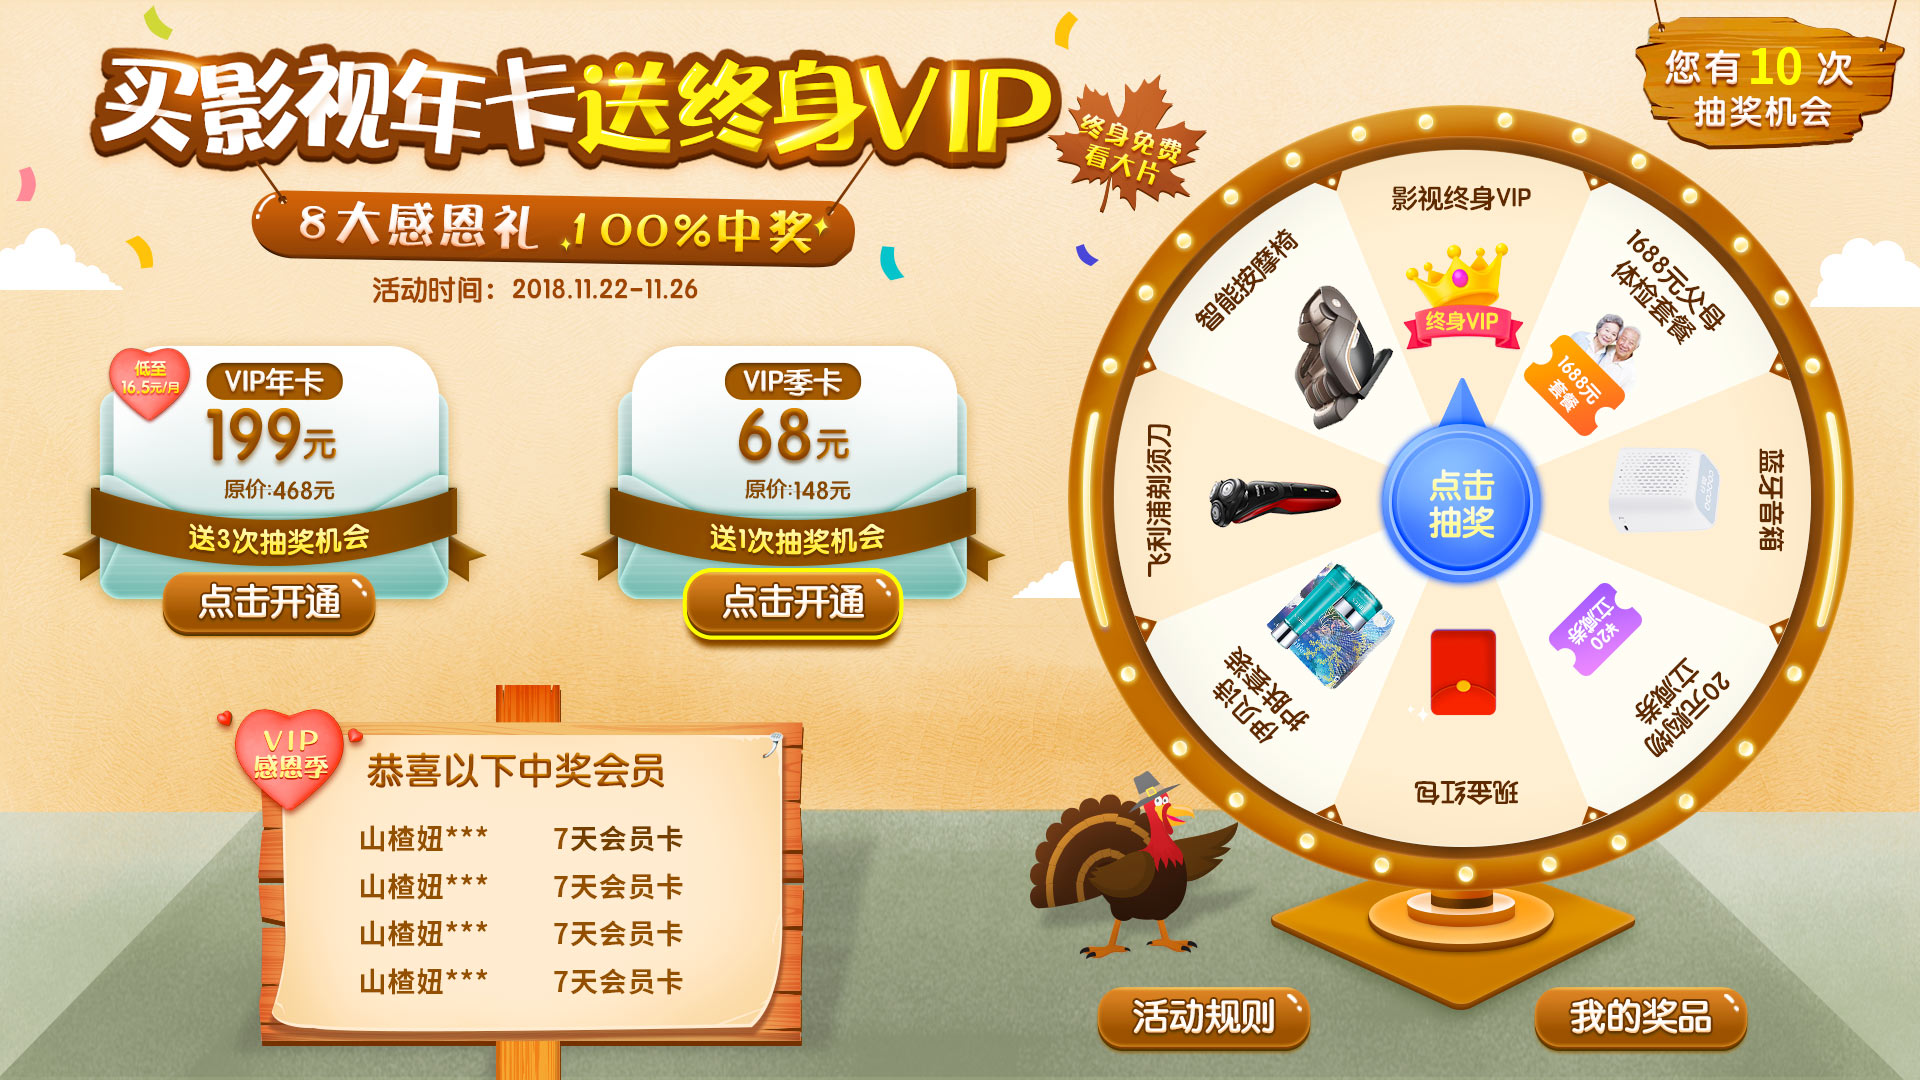 买影视年卡送终身VIP
终身免费
看大片
8大感恩礼 100%中奖
活动时间：2018.11.22-11.26
您有10次
抽奖机会
低至
16.5元/月
VIP年卡
199元
原价:468元
送3次抽奖机会
点击开通
VIP季卡
68元
原价:148元
送1次抽奖机会
点击开通
VIP
感恩季
恭喜以下中奖会员
山楂妞*** 7天会员卡
山楂妞*** 7天会员卡
山楂妞*** 7天会员卡
山楂妞*** 7天会员卡
影视终身VIP
终身VIP
1688元父母
体检套餐
1688元
套餐
蓝牙音箱
20元购物
立减券
¥20
立减券
现金红包
伊贝诗
护肤套装
飞利浦剃须刀
智能按摩椅
点击
抽奖
活动规则
我的奖品